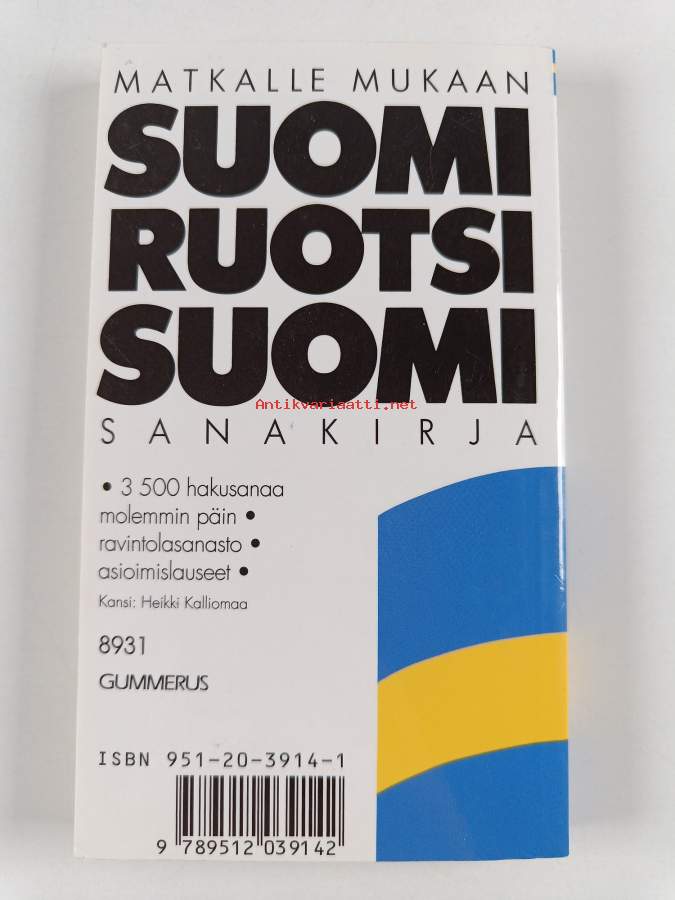 MATKALLE MUKAAN
SUOMI
RUOTSI
SUOMI
Antikvariaatti.net
SANAKIRJA
• 3 500 hakusanaa
molemmin päin •
ravintolasanasto •
asioimislauseet •
Kansi: Heikki Kalliomaa
8931
GUMMERUS
ISBN 951-20-3914-1
9 789512 039142